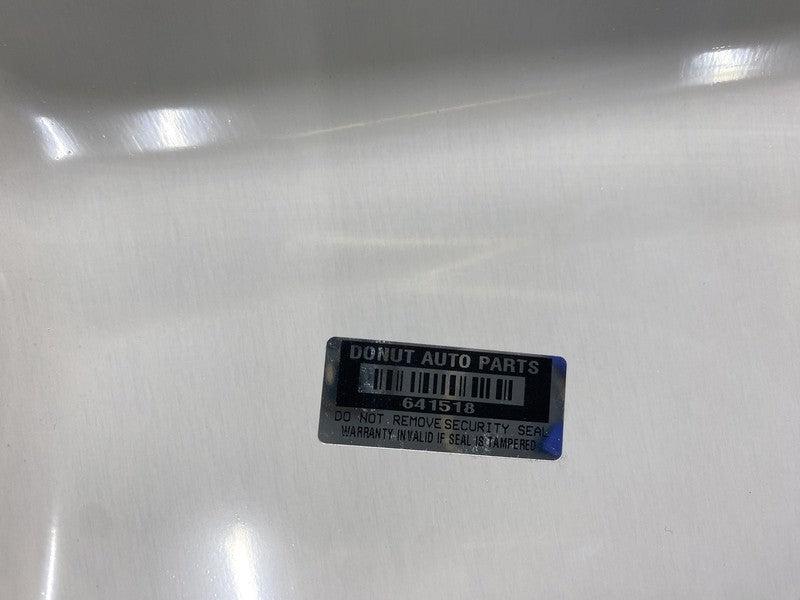 DONUT AUTO PARTS
641518
DO NOT REMOVE SECURITY SEAL
WARRANTY INVALID IF SEAL IS TAMPERED